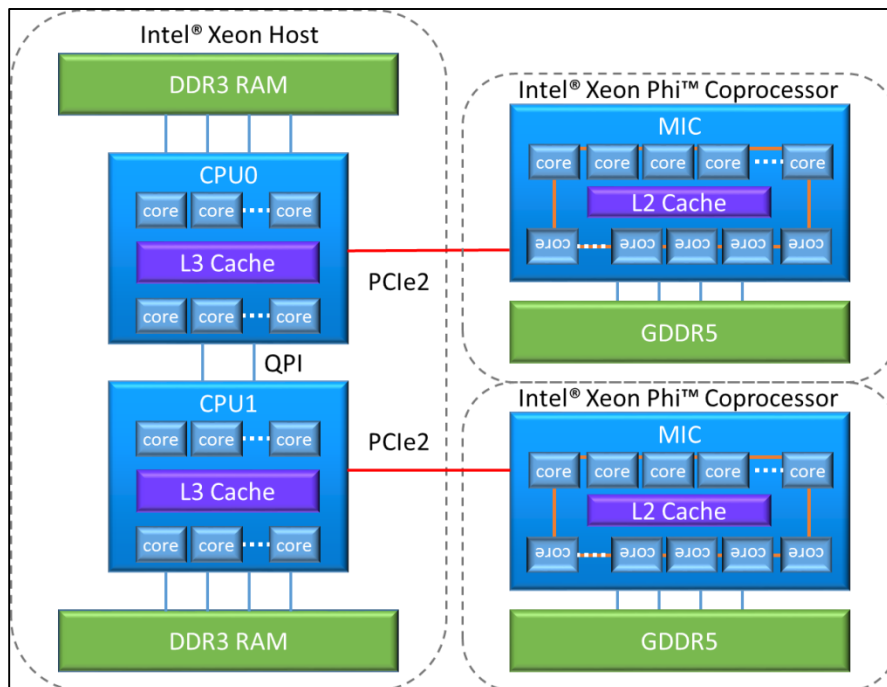 Intel® Xeon Host
DDR3 RAM
CPU0
core core core
L3 Cache
core core core
QPI
CPU1
core core core
L3 Cache
core core core
DDR3 RAM
PCIe2
PCIe2
Intel® Xeon Phi™ Coprocessor
MIC
core core core core core
L2 Cache
core core core core core
GDDR5
Intel® Xeon Phi™ Coprocessor
MIC
core core core core core
L2 Cache
core core core core core
GDDR5